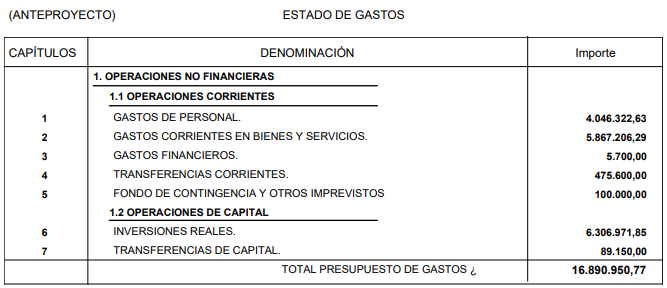 (ANTEPROYECTO) ESTADO DE GASTOS
CAPÍTULOS DENOMINACIÓN Importe
1. OPERACIONES NO FINANCIERAS
1.1 OPERACIONES CORRIENTES
1 GASTOS DE PERSONAL. 4.046.322,63
2 GASTOS CORRIENTES EN BIENES Y SERVICIOS. 5.867.206,29
3 GASTOS FINANCIEROS. 5.700,00
4 TRANSFERENCIAS CORRIENTES. 475.600,00
5 FONDO DE CONTINGENCIA Y OTROS IMPREVISTOS 100.000,00
1.2 OPERACIONES DE CAPITAL
6 INVERSIONES REALES. 6.306.971,85
7 TRANSFERENCIAS DE CAPITAL. 89.150,00
TOTAL PRESUPUESTO DE GASTOS ¿ 16.890.950,77